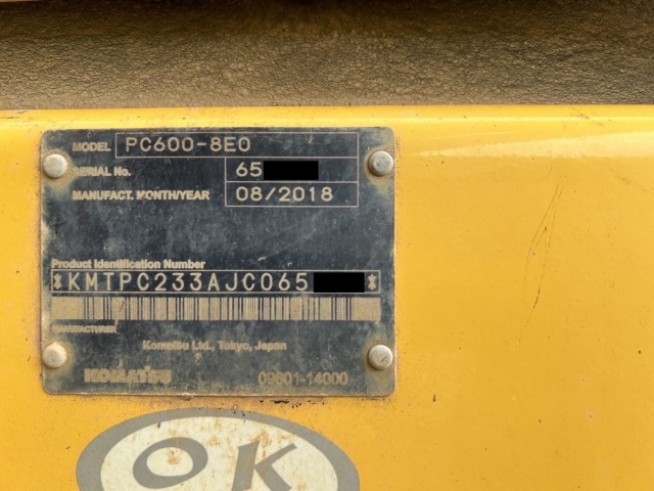 MODEL PC600-8E0
SERIAL No. 65
MANUFACT. MONTH/YEAR 08/2018
Product Identification Number
*KMTPC233AJC065 *
MANUFACTURER
Komatsu Ltd., Tokyo, Japan
KOMATSU 09601-14000
OK